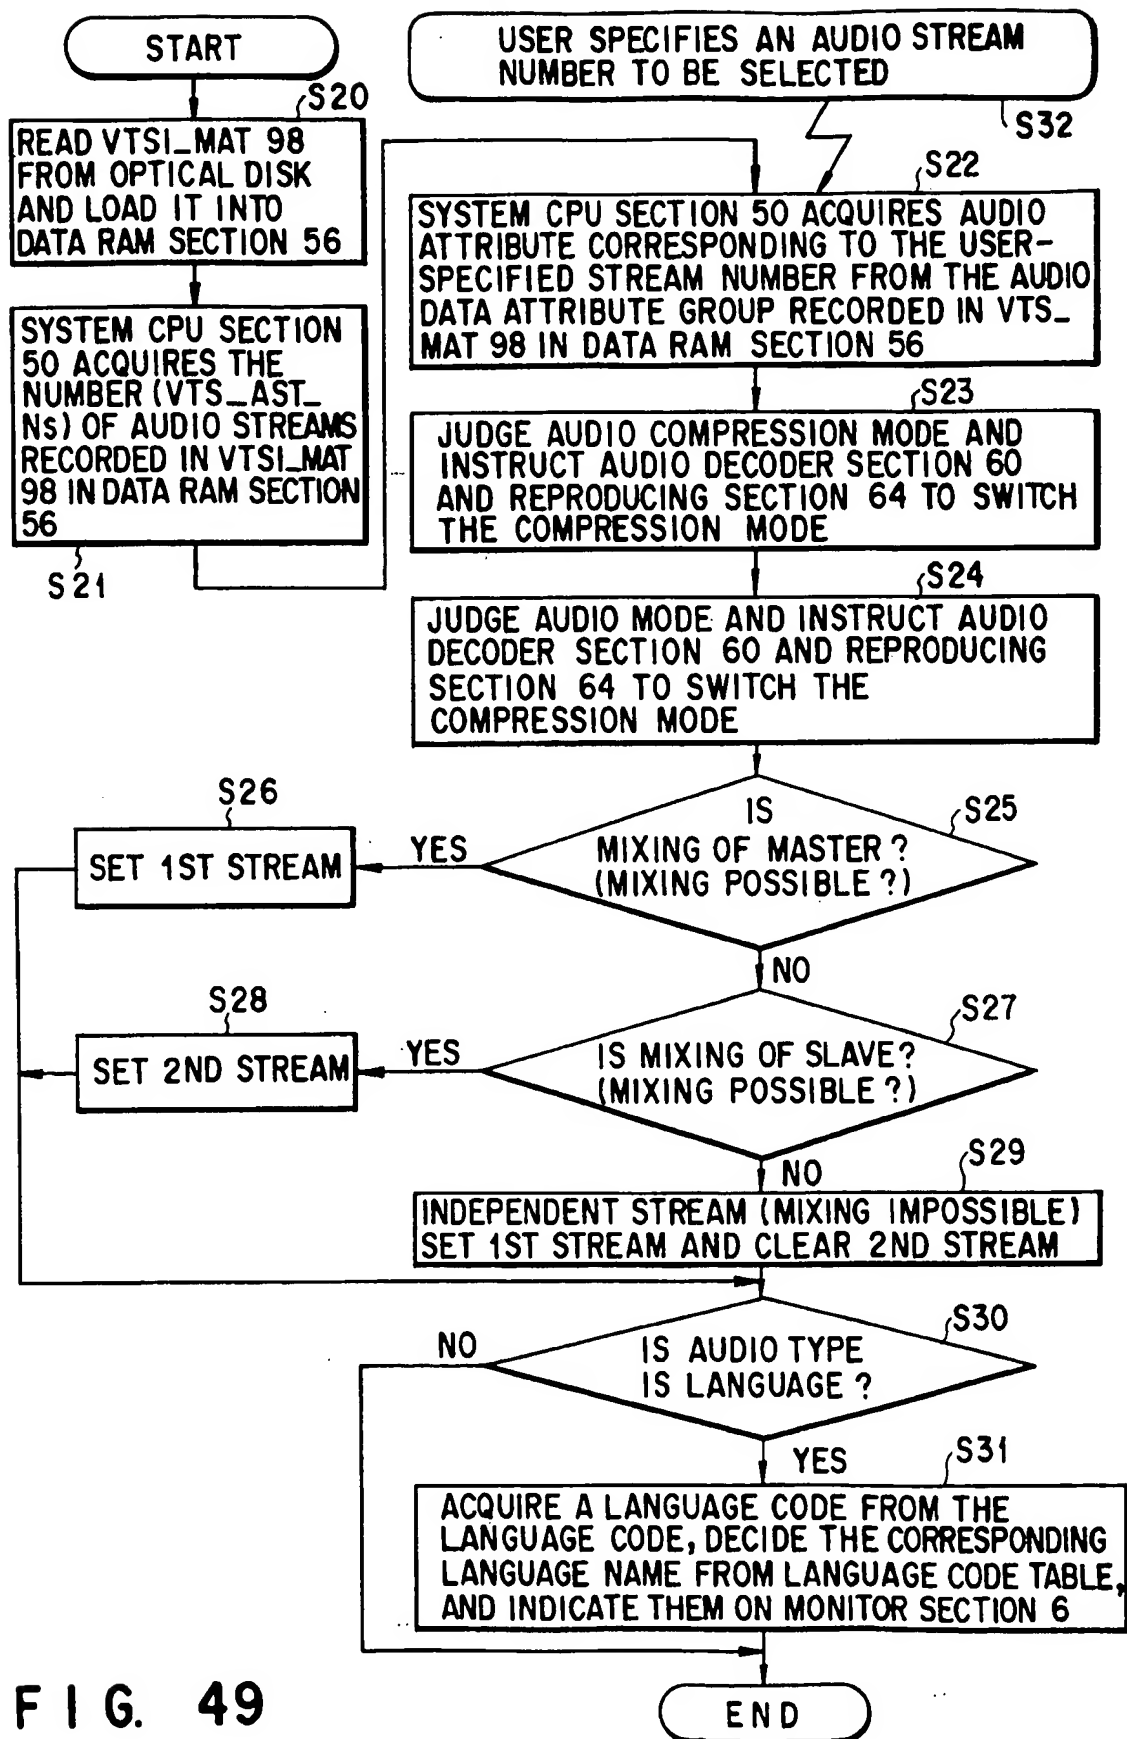 START
S20
READ VTSI_MAT 98
FROM OPTICAL DISK
AND LOAD IT INTO
DATA RAM SECTION 56
SYSTEM CPU SECTION
50 ACQUIRES THE
NUMBER (VTS_AST_
Ns) OF AUDIO STREAMS
RECORDED IN VTSI_MAT
98 IN DATA RAM SECTION
56
S21
USER SPECIFIES AN AUDIO STREAM
NUMBER TO BE SELECTED
S32
S22
SYSTEM CPU SECTION 50 ACQUIRES AUDIO
ATTRIBUTE CORRESPONDING TO THE USER-
SPECIFIED STREAM NUMBER FROM THE AUDIO
DATA ATTRIBUTE GROUP RECORDED IN VTS_
MAT 98 IN DATA RAM SECTION 56
S23
JUDGE AUDIO COMPRESSION MODE AND
INSTRUCT AUDIO DECODER SECTION 60
AND REPRODUCING SECTION 64 TO SWITCH
THE COMPRESSION MODE
S24
JUDGE AUDIO MODE AND INSTRUCT AUDIO
DECODER SECTION 60 AND REPRODUCING
SECTION 64 TO SWITCH THE
COMPRESSION MODE
S25
IS
MIXING OF MASTER?
(MIXING POSSIBLE?)
YES
S26
SET 1ST STREAM
NO
S27
IS MIXING OF SLAVE?
(MIXING POSSIBLE?)
YES
S28
SET 2ND STREAM
NO
S29
INDEPENDENT STREAM (MIXING IMPOSSIBLE)
SET 1ST STREAM AND CLEAR 2ND STREAM
S30
IS AUDIO TYPE
IS LANGUAGE?
NO
YES
S31
ACQUIRE A LANGUAGE CODE FROM THE
LANGUAGE CODE, DECIDE THE CORRESPONDING
LANGUAGE NAME FROM LANGUAGE CODE TABLE,
AND INDICATE THEM ON MONITOR SECTION 6
END
FIG. 49